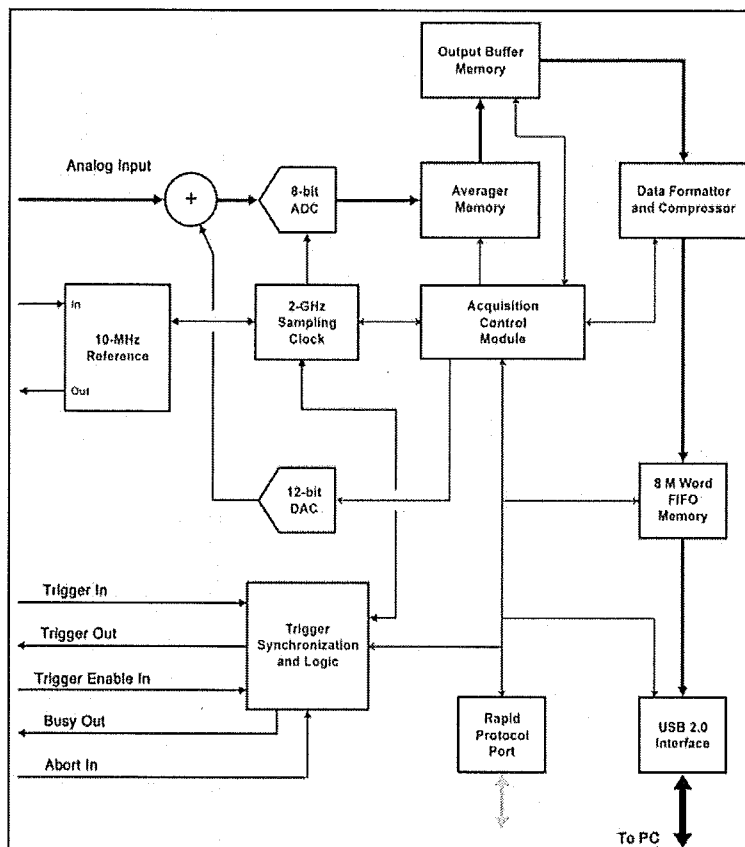 Output Buffer
Memory
Analog Input
+
8-bit
ADC
Averager
Memory
Data Formattor
and Compressor
In
10-MHz
Reference
Out
2-GHz
Sampling
Clock
Acquisition
Control
Module
12-bit
DAC
8 M Word
FIFO
Memory
Trigger In
Trigger Out
Trigger Enable In
Busy Out
Abort In
Trigger
Synchronization
and Logic
Rapid
Protocol
Port
USB 2.0
Interface
To PC